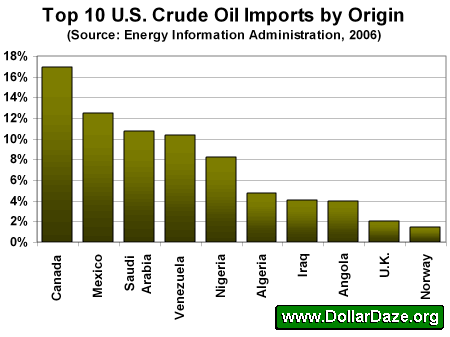 Top 10 U.S. Crude Oil Imports by Origin
(Source: Energy Information Administration, 2006)
18%
16%
14%
12%
10%
8%
6%
4%
2%
0%
Canada
Mexico
Saudi
Arabia
Venezuela
Nigeria
Algeria
Iraq
Angola
U.K.
Norway
www.DollarDaze.org